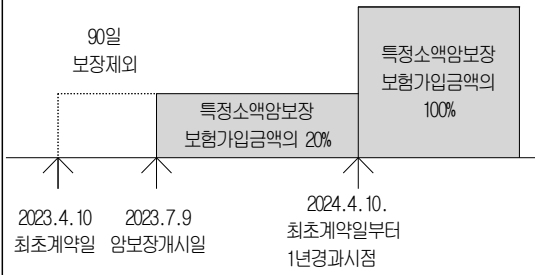 90일
보장제외
특정소액암보장
보험가입금액의 20%
특정소액암보장
보험가입금액의
100%
2023.4.10
최초계약일
2023.7.9
암보장개시일
2024.4.10.
최초계약일부터
1년경과시점